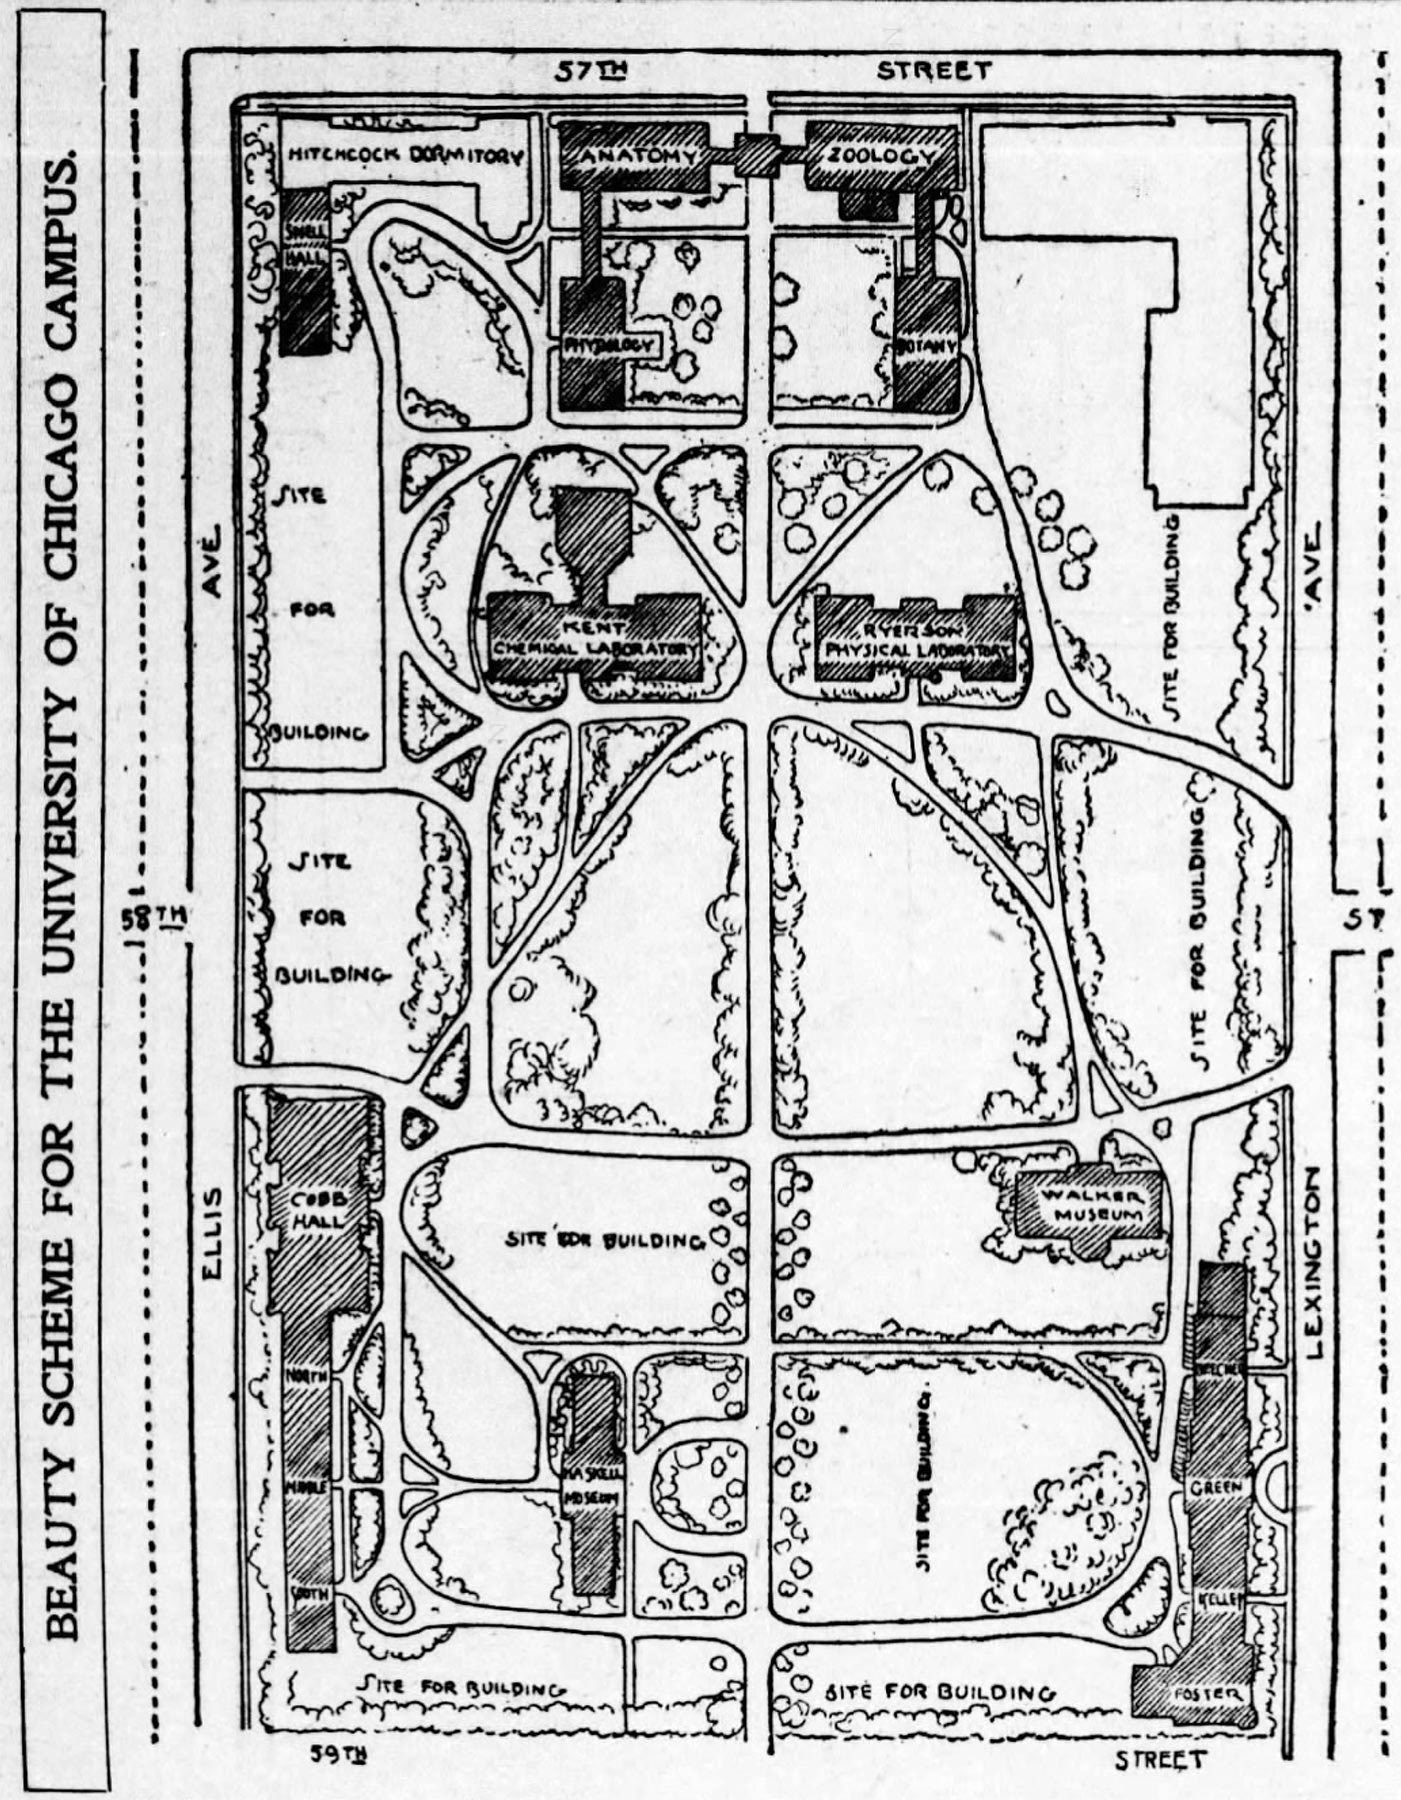 BEAUTY SCHEME FOR THE UNIVERSITY OF CHICAGO CAMPUS.
57TH STREET
HITCHCOCK DORMITORY
ANATOMY
ZOOLOGY
SNELL
HALL
PHYSOLOGY
BOTANY
SITE
FOR
BUILDING
AVE.
AVE.
SITE FOR BUILDING
KENT
CHEMICAL LABORATORY
RYERSON
PHYSICAL LABORATORY
SITE
FOR
BUILDING
SITE FOR BUILDING
58TH
57
ELLIS
COBB
HALL
SITE FOR BUILDING
WALKER
MUSEUM
LEXINGTON
NORTH
BEECHER
SITE FOR BUILDING.
MIDDLE
HASKELL
MUSEUM
GREEN
SOUTH
KELLEY
SITE FOR BUILDING
SITE FOR BUILDING
FOSTER
59TH
STREET